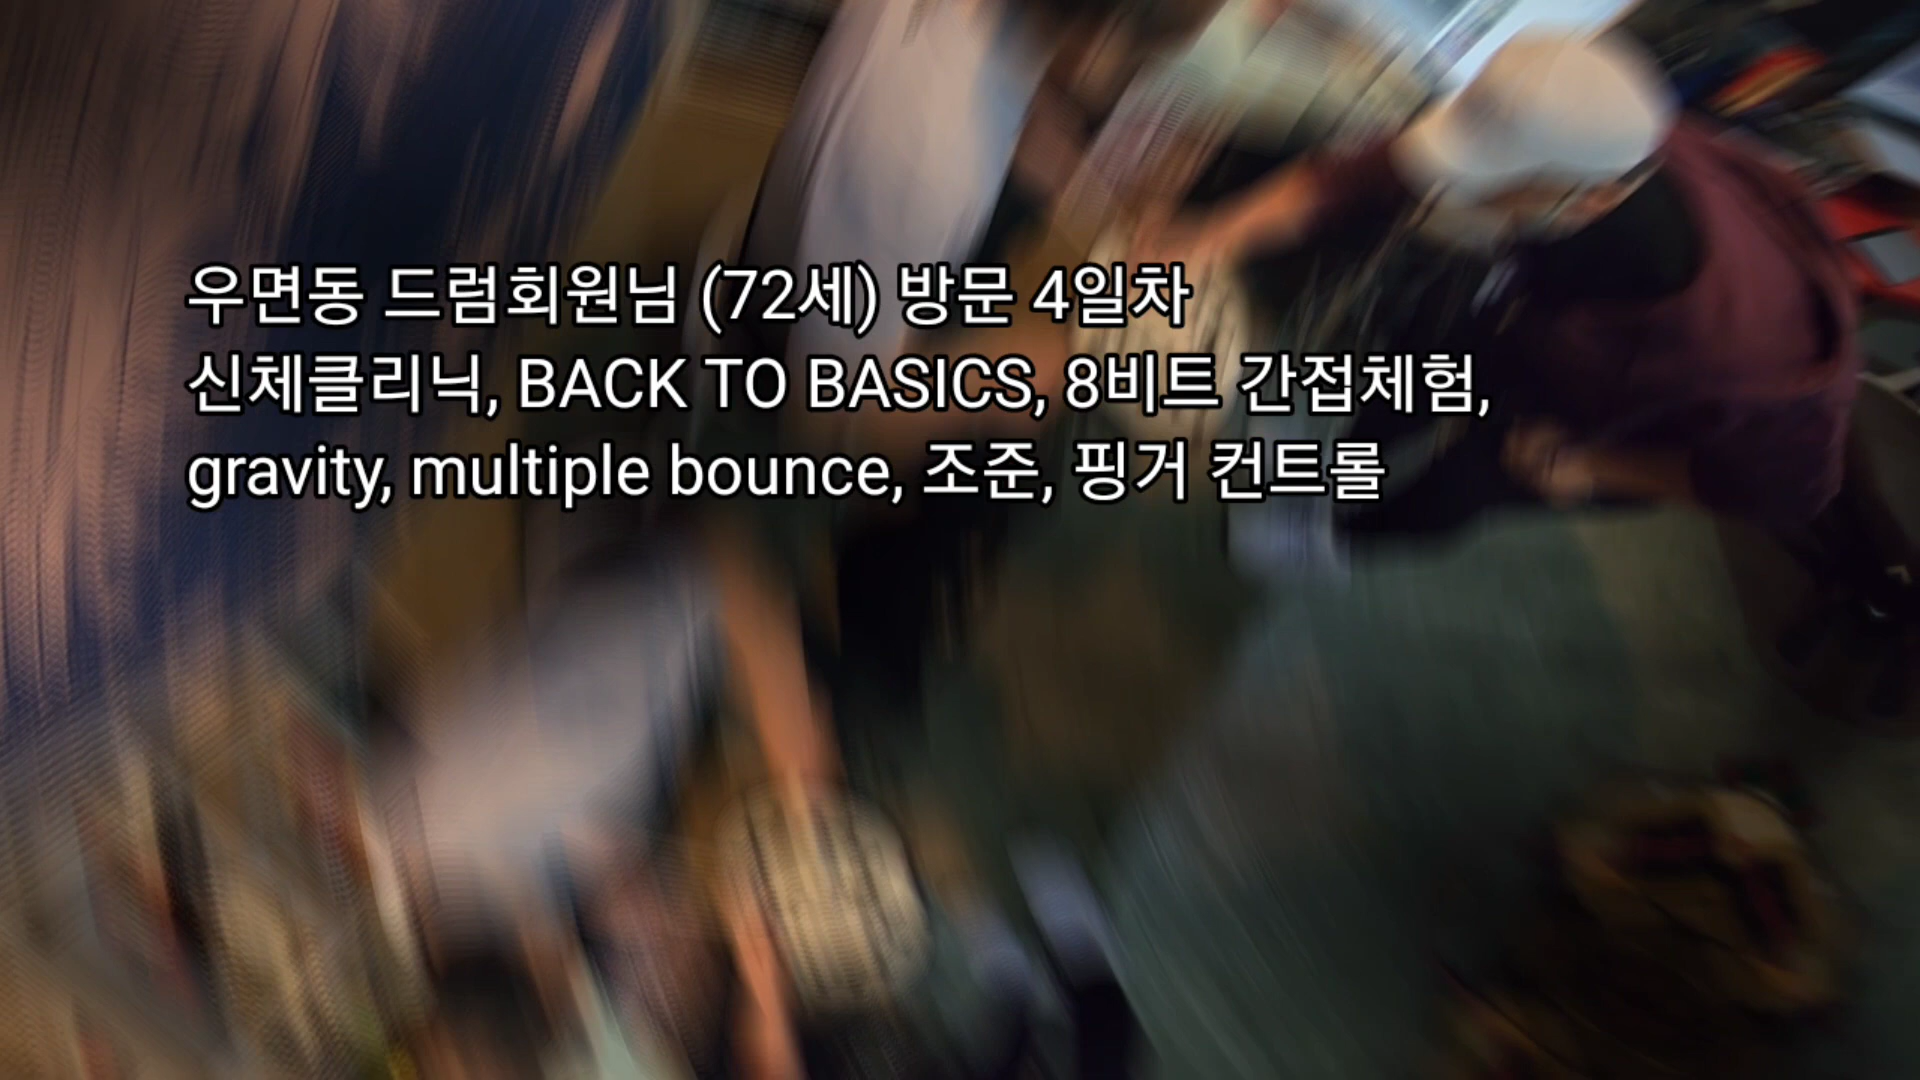 우면동 드럼회원님 (72세) 방문 4일차
신체클리닉, BACK TO BASICS, 8비트 간접체험,
gravity, multiple bounce, 조준, 핑거 컨트롤